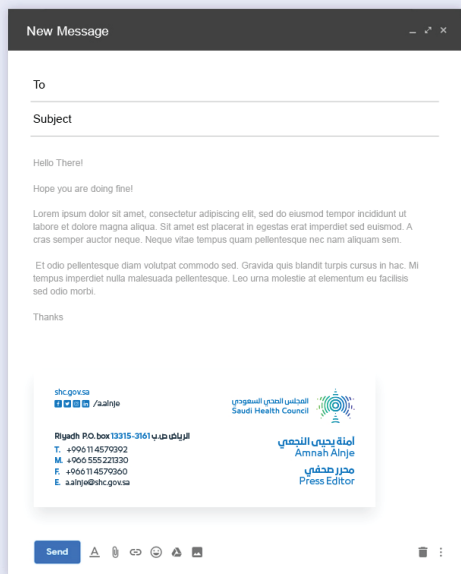 New Message
To
Subject
Hello There!
Hope you are doing fine!
Lorem ipsum dolor sit amet, consectetur adipiscing elit, sed do eiusmod tempor incididunt ut
labore et dolore magna aliqua. Sit amet est placerat in egestas erat imperdiet sed euismod. A
cras semper auctor neque. Neque vitae tempus quam pellentesque nec nam aliquam sem.
Et odio pellentesque diam volutpat commodo sed. Gravida quis blandit turpis cursus in hac. Mi
tempus imperdiet nulla malesuada pellentesque. Leo urna molestie at elementum eu facilisis
sed odio morbi.
Thanks
shc.gov.sa
/a.alnje
المجلس الصحي السعودي
Saudi Health Council
Riyadh P.O. box 13315-3161 الرياض ص.ب
T. +996 11 4579392
M. +966 555 221330
F. +966 11 4579360
E. a.alnje@shc.gov.sa
آمنة يحيى النجعي
Amnah Alnje
محرر صحفي
Press Editor
Send